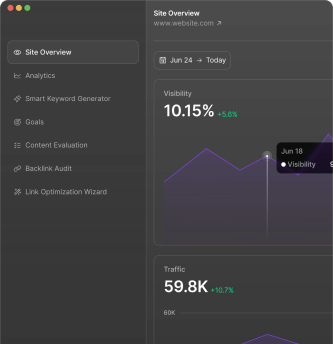 Site Overview
www.website.com ↗
Site Overview
Analytics
Smart Keyword Generator
Goals
Content Evaluation
Backlink Audit
Link Optimization Wizard
Jun 24 → Today
Visibility
10.15% +5.6%
Jun 18
Visibility
Traffic
59.8K +10.7%
60K